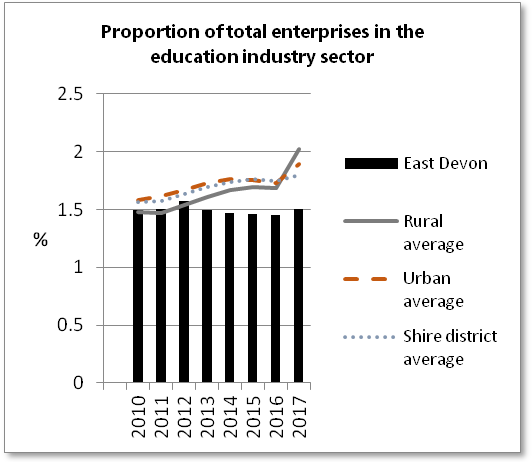 Proportion of total enterprises in the
education industry sector
2.5
2
1.5
1
0.5
0
%
2010
2011
2012
2013
2014
2015
2016
2017
East Devon
Rural
average
Urban
average
Shire district
average